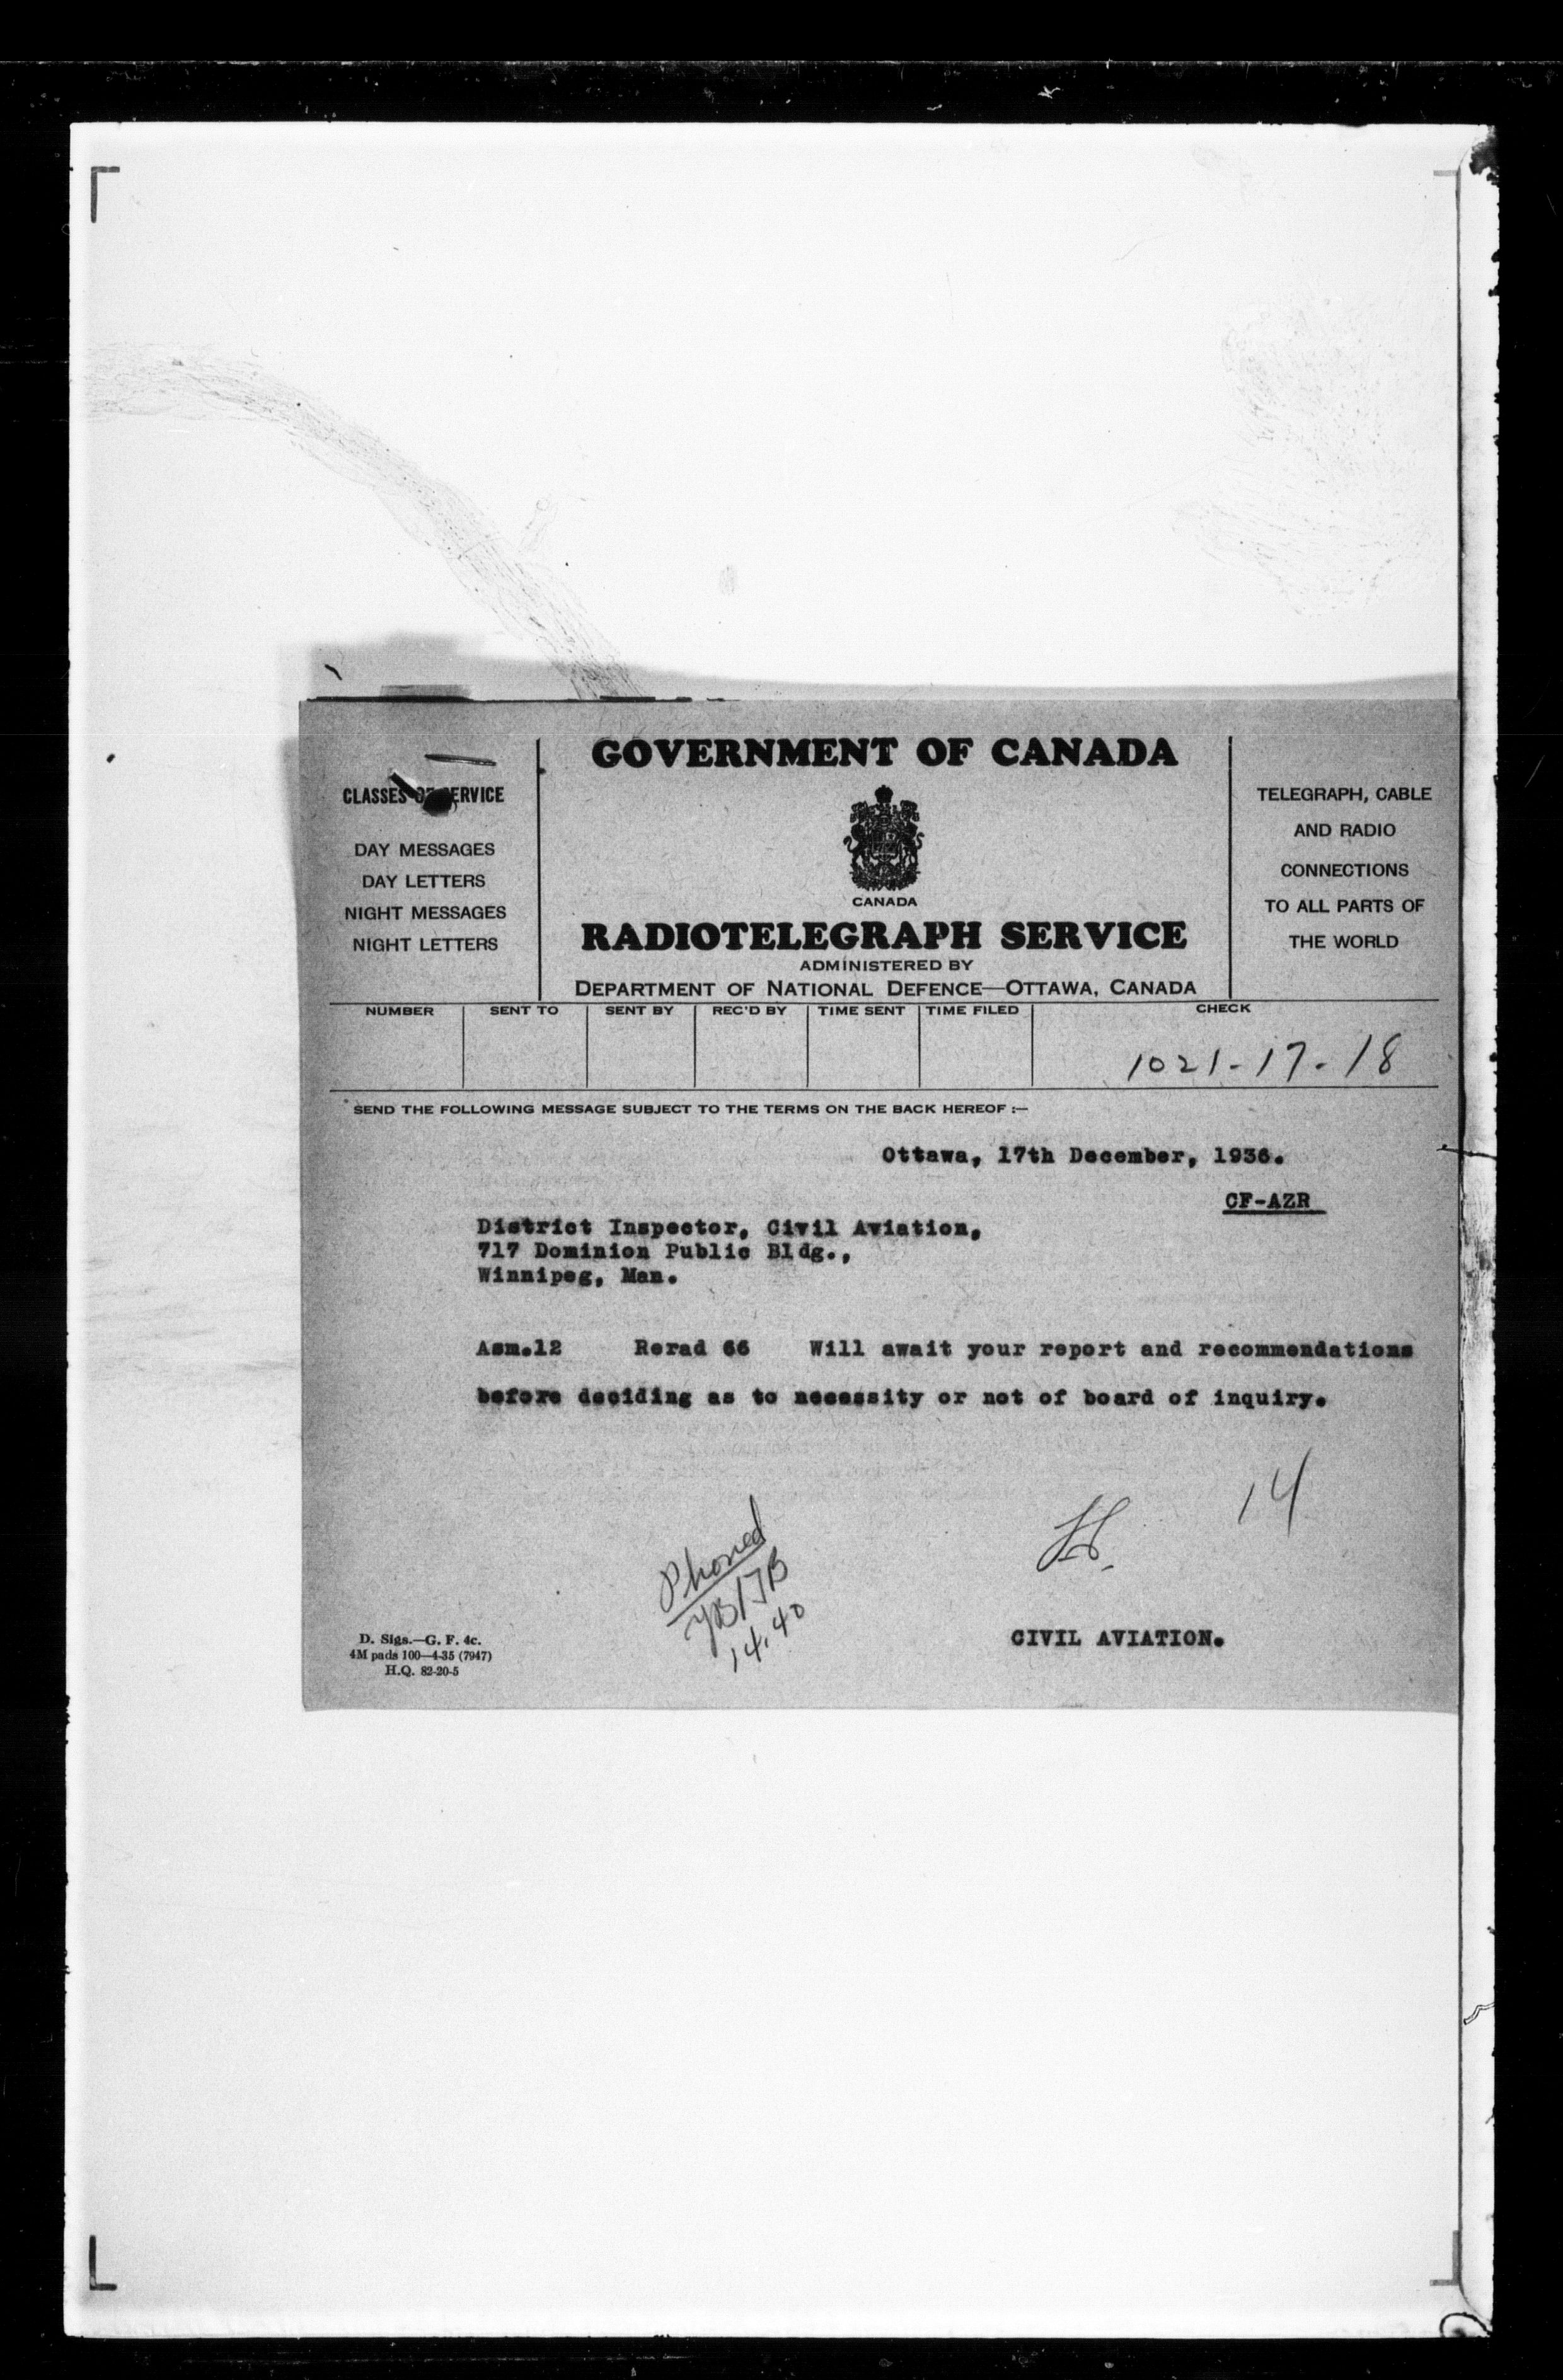 GOVERNMENT OF CANADA
CLASSES OF SERVICE
DAY MESSAGES
DAY LETTERS
NIGHT MESSAGES
NIGHT LETTERS
CANADA
RADIOTELEGRAPH SERVICE
ADMINISTERED BY
DEPARTMENT OF NATIONAL DEFENCE—OTTAWA, CANADA
TELEGRAPH, CABLE
AND RADIO
CONNECTIONS
TO ALL PARTS OF
THE WORLD
NUMBER SENT TO SENT BY REC'D BY TIME SENT TIME FILED CHECK
1021-17-18
SEND THE FOLLOWING MESSAGE SUBJECT TO THE TERMS ON THE BACK HEREOF :—
Ottawa, 17th December, 1936.
CF-AZR
District Inspector, Civil Aviation,
717 Dominion Public Bldg.,
Winnipeg, Man.
Asm.12 Rerad 66 Will await your report and recommendations
before deciding as to necessity or not of board of inquiry.
14
Phoned
14.40
CIVIL AVIATION.
D. Sigs.—G. F. 4c.
4M pads 100—4-35 (7947)
H.Q. 82-20-5